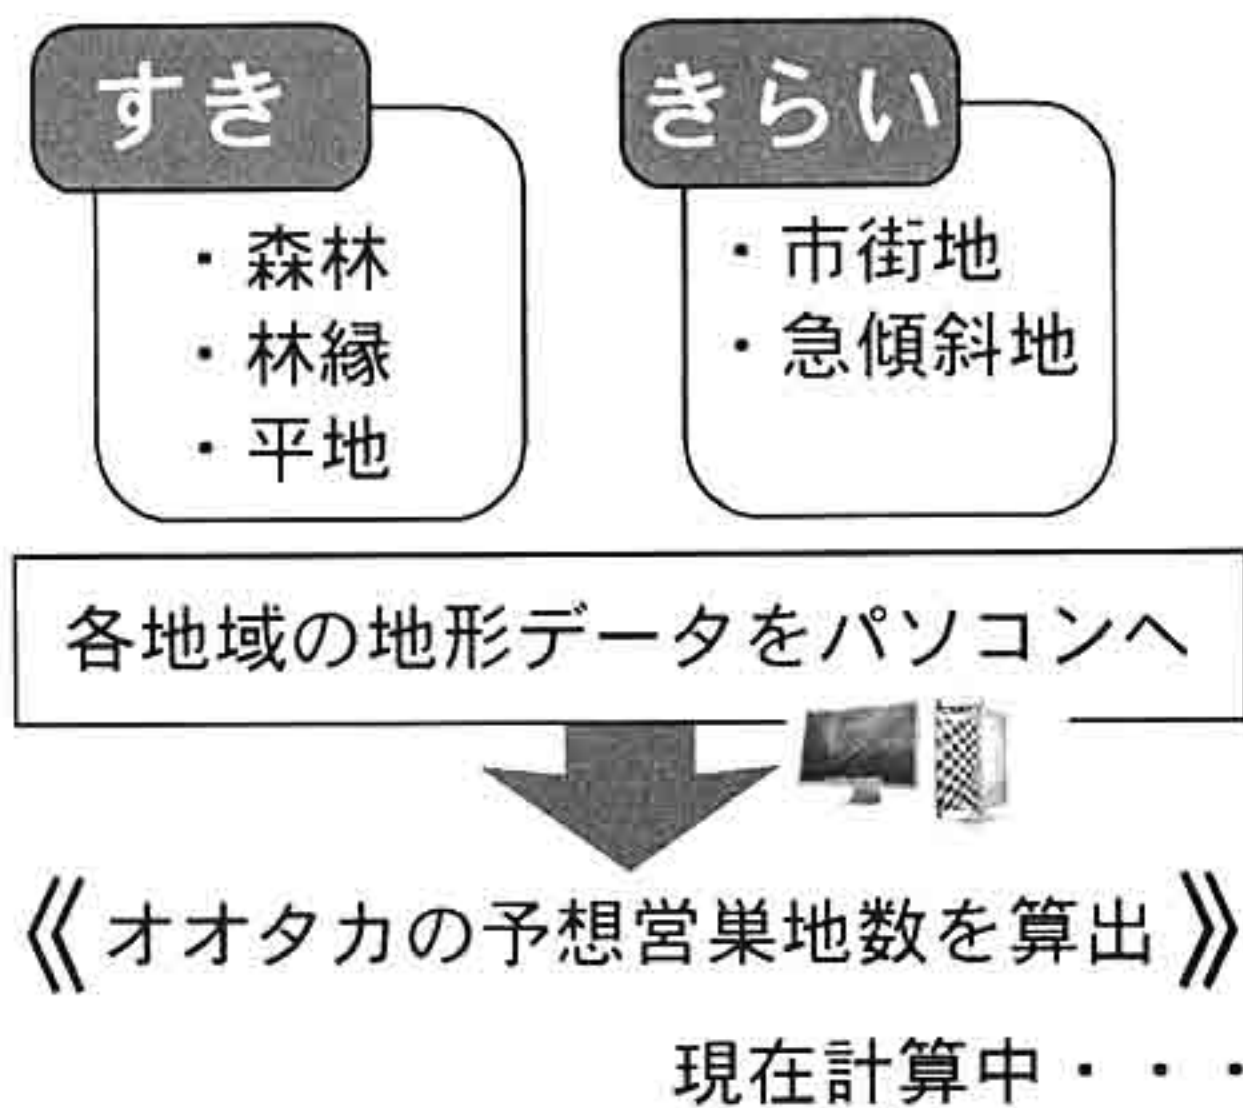 すき
・森林
・林縁
・平地
きらい
・市街地
・急傾斜地
各地域の地形データをパソコンへ
《オオタカの予想営巣地数を算出》
現在計算中・・・